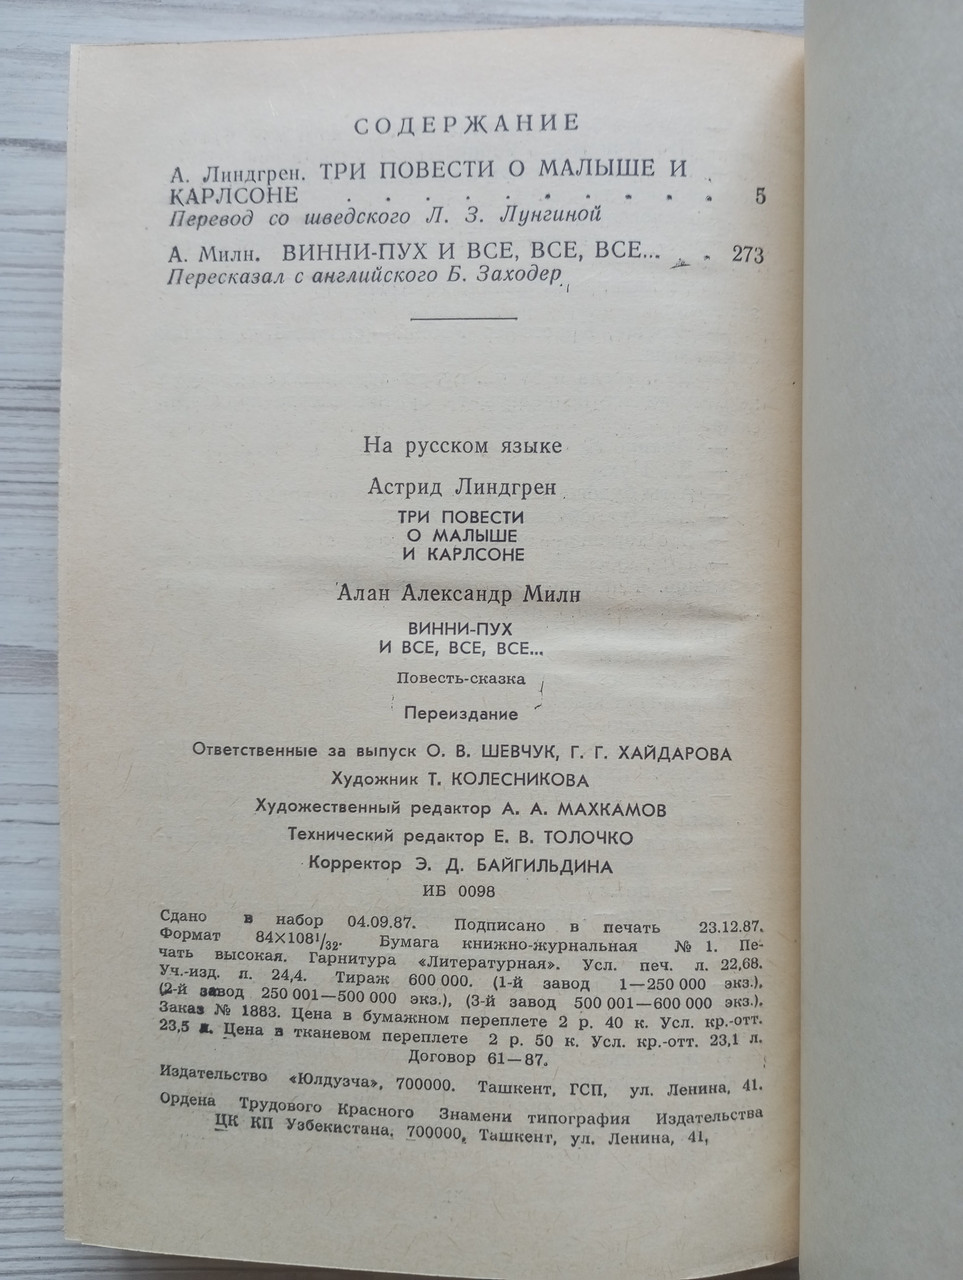 СОДЕРЖАНИЕ
А. Линдгрен. ТРИ ПОВЕСТИ О МАЛЫШЕ И
КАРЛСОНЕ . . . . . . . . . . 5
Перевод со шведского Л. З. Лунгиной
А. Милн. ВИННИ-ПУХ И ВСЕ, ВСЕ, ВСЕ... . . 273
Пересказал с английского Б. Заходер.
На русском языке
Астрид Линдгрен
ТРИ ПОВЕСТИ
О МАЛЫШЕ
И КАРЛСОНЕ
Алан Александр Милн
ВИННИ-ПУХ
И ВСЕ, ВСЕ, ВСЕ...
Повесть-сказка
Переиздание
Ответственные за выпуск О. В. ШЕВЧУК, Г. Г. ХАЙДАРОВА
Художник Т. КОЛЕСНИКОВА
Художественный редактор А. А. МАХКАМОВ
Технический редактор Е. В. ТОЛОЧКО
Корректор Э. Д. БАЙГИЛЬДИНА
ИБ 0098
Сдано в набор 04.09.87. Подписано в печать 23.12.87.
Формат 84X108¹/₃₂. Бумага книжно-журнальная № 1. Пе-
чать высокая. Гарнитура «Литературная». Усл. печ. л. 22,68.
Уч.-изд. л. 24,4. Тираж 600 000. (1-й завод 1—250 000 экз.).
(2-й завод 250 001—500 000 экз.), (3-й завод 500 001—600 000 экз.).
Заказ № 1883. Цена в бумажном переплете 2 р. 40 к. Усл. кр.-отт.
23,5 л. Цена в тканевом переплете 2 р. 50 к. Усл. кр.-отт. 23,1 л.
Договор 61—87.
Издательство «Юлдузча», 700000. Ташкент, ГСП, ул. Ленина, 41.
Ордена Трудового Красного Знамени типография Издательства
ЦК КП Узбекистана. 700000, Ташкент, ул. Ленина, 41,